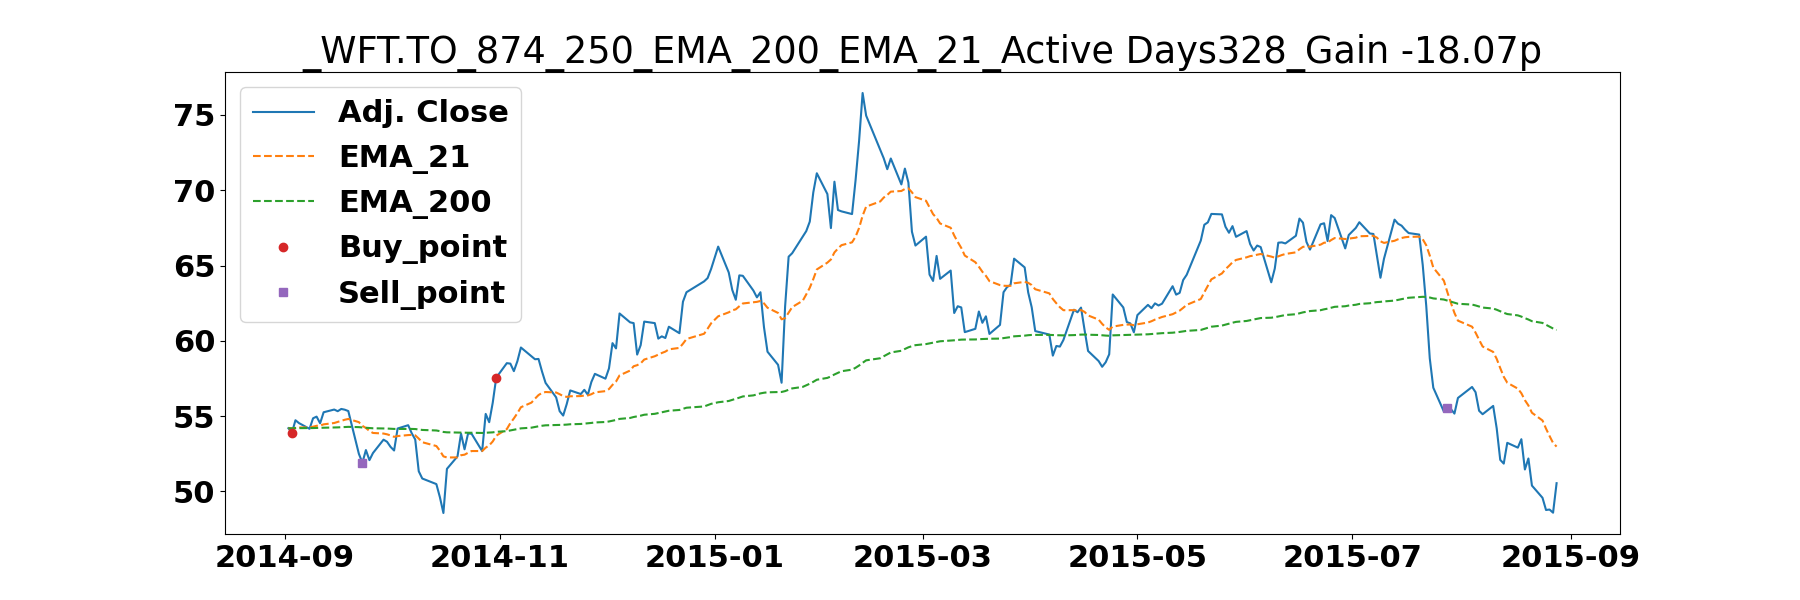 _WFT.TO_874_250_EMA_200_EMA_21_Active Days328_Gain -18.07p
Adj. Close
EMA_21
EMA_200
Buy_point
Sell_point
75
70
65
60
55
50
2014-09 2014-11 2015-01 2015-03 2015-05 2015-07 2015-09